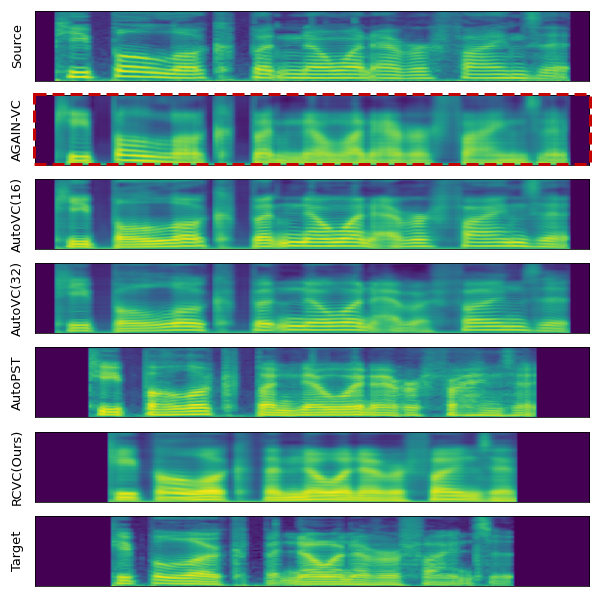 Source
AGAIN-VC
AutoVC(16)
AutoVC(32)
AutoPST
RCVC(Ours)
Target